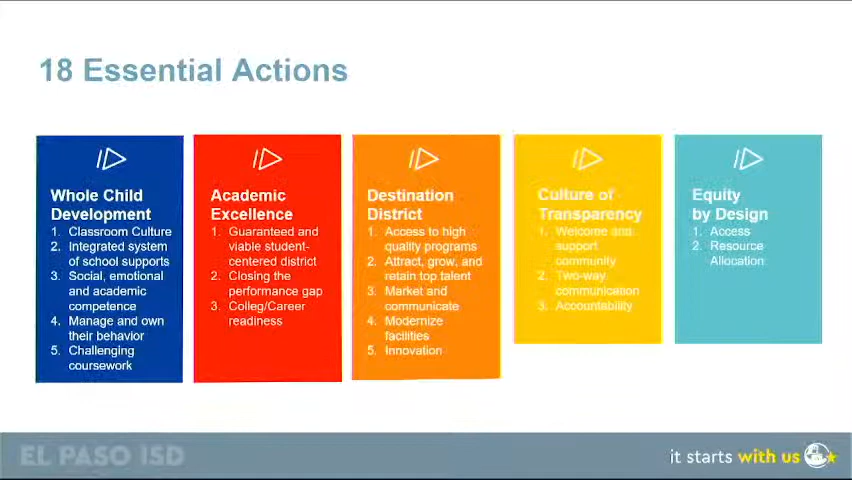 18 Essential Actions
Whole Child
Development
1. Classroom Culture
2. Integrated system
of school supports
3. Social, emotional
and academic
competence
4. Manage and own
their behavior
5. Challenging
coursework
Academic
Excellence
1. Guaranteed and
viable student-
centered district
2. Closing the
performance gap
3. Colleg/Career
readiness
Destination
District
1. Access to high
quality programs
2. Attract, grow, and
retain top talent
3. Market and
communicate
4. Modernize
facilities
5. Innovation
Culture of
Transparency
1. Welcome and
support
community
2. Two-way
communication
3. Accountability
Equity
by Design
1. Access
2. Resource
Allocation
EL PASO ISD
it starts with us